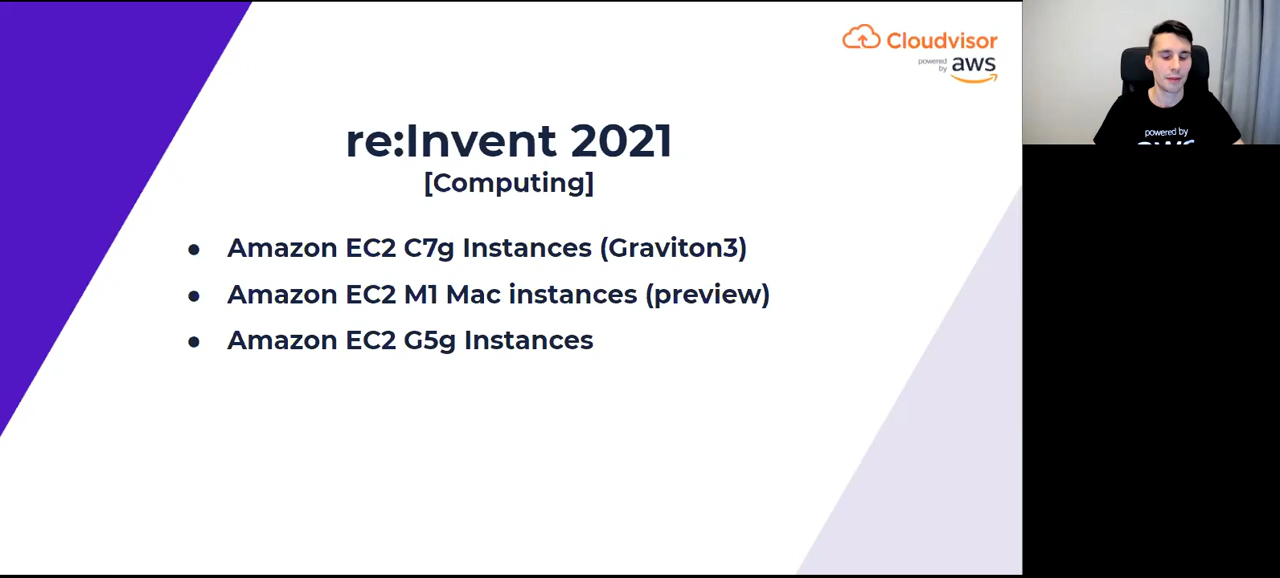 Cloudvisor
powered
by aws
re:Invent 2021
[Computing]
● Amazon EC2 C7g Instances (Graviton3)
● Amazon EC2 M1 Mac instances (preview)
● Amazon EC2 G5g Instances
powered by
aws